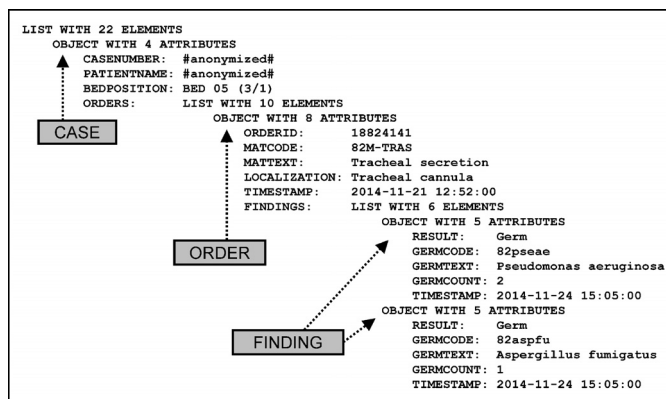 LIST WITH 22 ELEMENTS
OBJECT WITH 4 ATTRIBUTES
CASENUMBER: #anonymized#
PATIENTNAME: #anonymized#
BEDPOSITION: BED 05 (3/1)
ORDERS: LIST WITH 10 ELEMENTS
CASE
OBJECT WITH 8 ATTRIBUTES
ORDERID: 18824141
MATCODE: 82M-TRAS
MATTEXT: Tracheal secretion
LOCALIZATION: Tracheal cannula
TIMESTAMP: 2014-11-21 12:52:00
FINDINGS: LIST WITH 6 ELEMENTS
ORDER
OBJECT WITH 5 ATTRIBUTES
RESULT: Germ
GERMCODE: 82pseae
GERMTEXT: Pseudomonas aeruginosa
GERMCOUNT: 2
TIMESTAMP: 2014-11-24 15:05:00
OBJECT WITH 5 ATTRIBUTES
RESULT: Germ
GERMCODE: 82aspfu
GERMTEXT: Aspergillus fumigatus
GERMCOUNT: 1
TIMESTAMP: 2014-11-24 15:05:00
FINDING